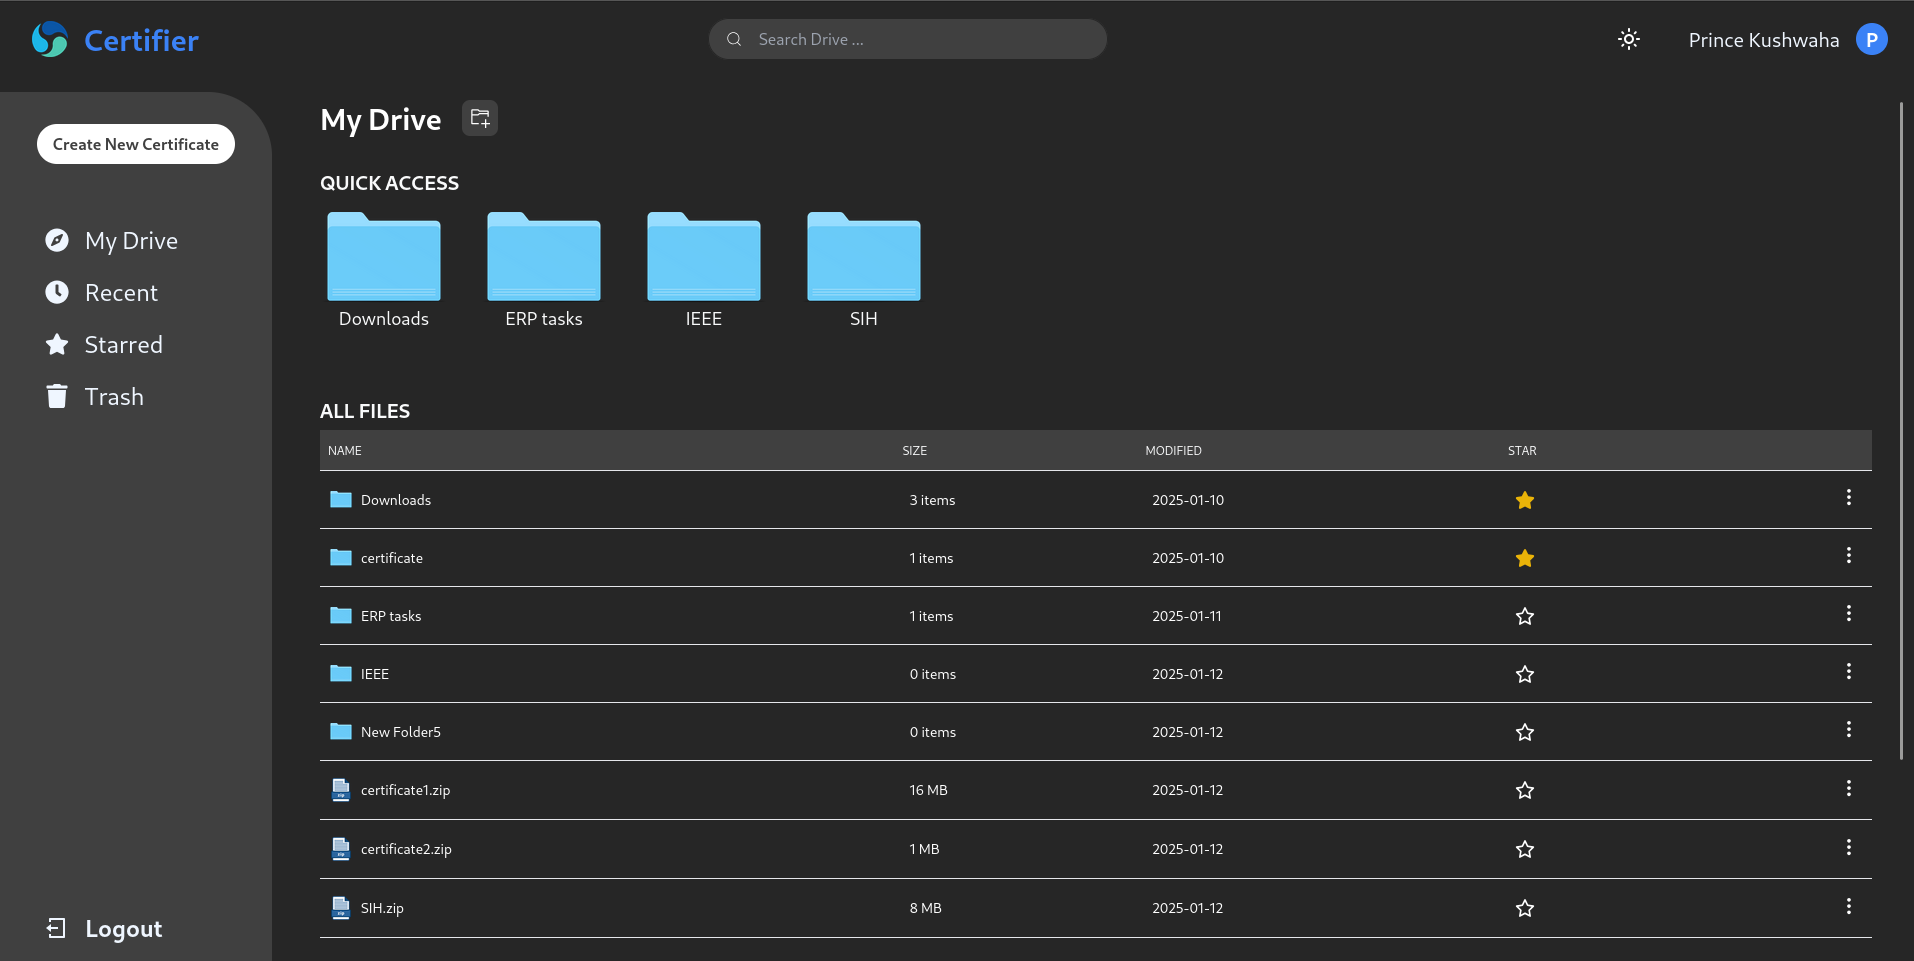 Certifier
Search Drive ...
Prince Kushwaha
P
Create New Certificate
My Drive
Recent
Starred
Trash
Logout
My Drive
QUICK ACCESS
Downloads
ERP tasks
IEEE
SIH
ALL FILES
NAME SIZE MODIFIED STAR
Downloads 3 items 2025-01-10
certificate 1 items 2025-01-10
ERP tasks 1 items 2025-01-11
IEEE 0 items 2025-01-12
New Folder5 0 items 2025-01-12
zip certificate1.zip 16 MB 2025-01-12
zip certificate2.zip 1 MB 2025-01-12
zip SIH.zip 8 MB 2025-01-12